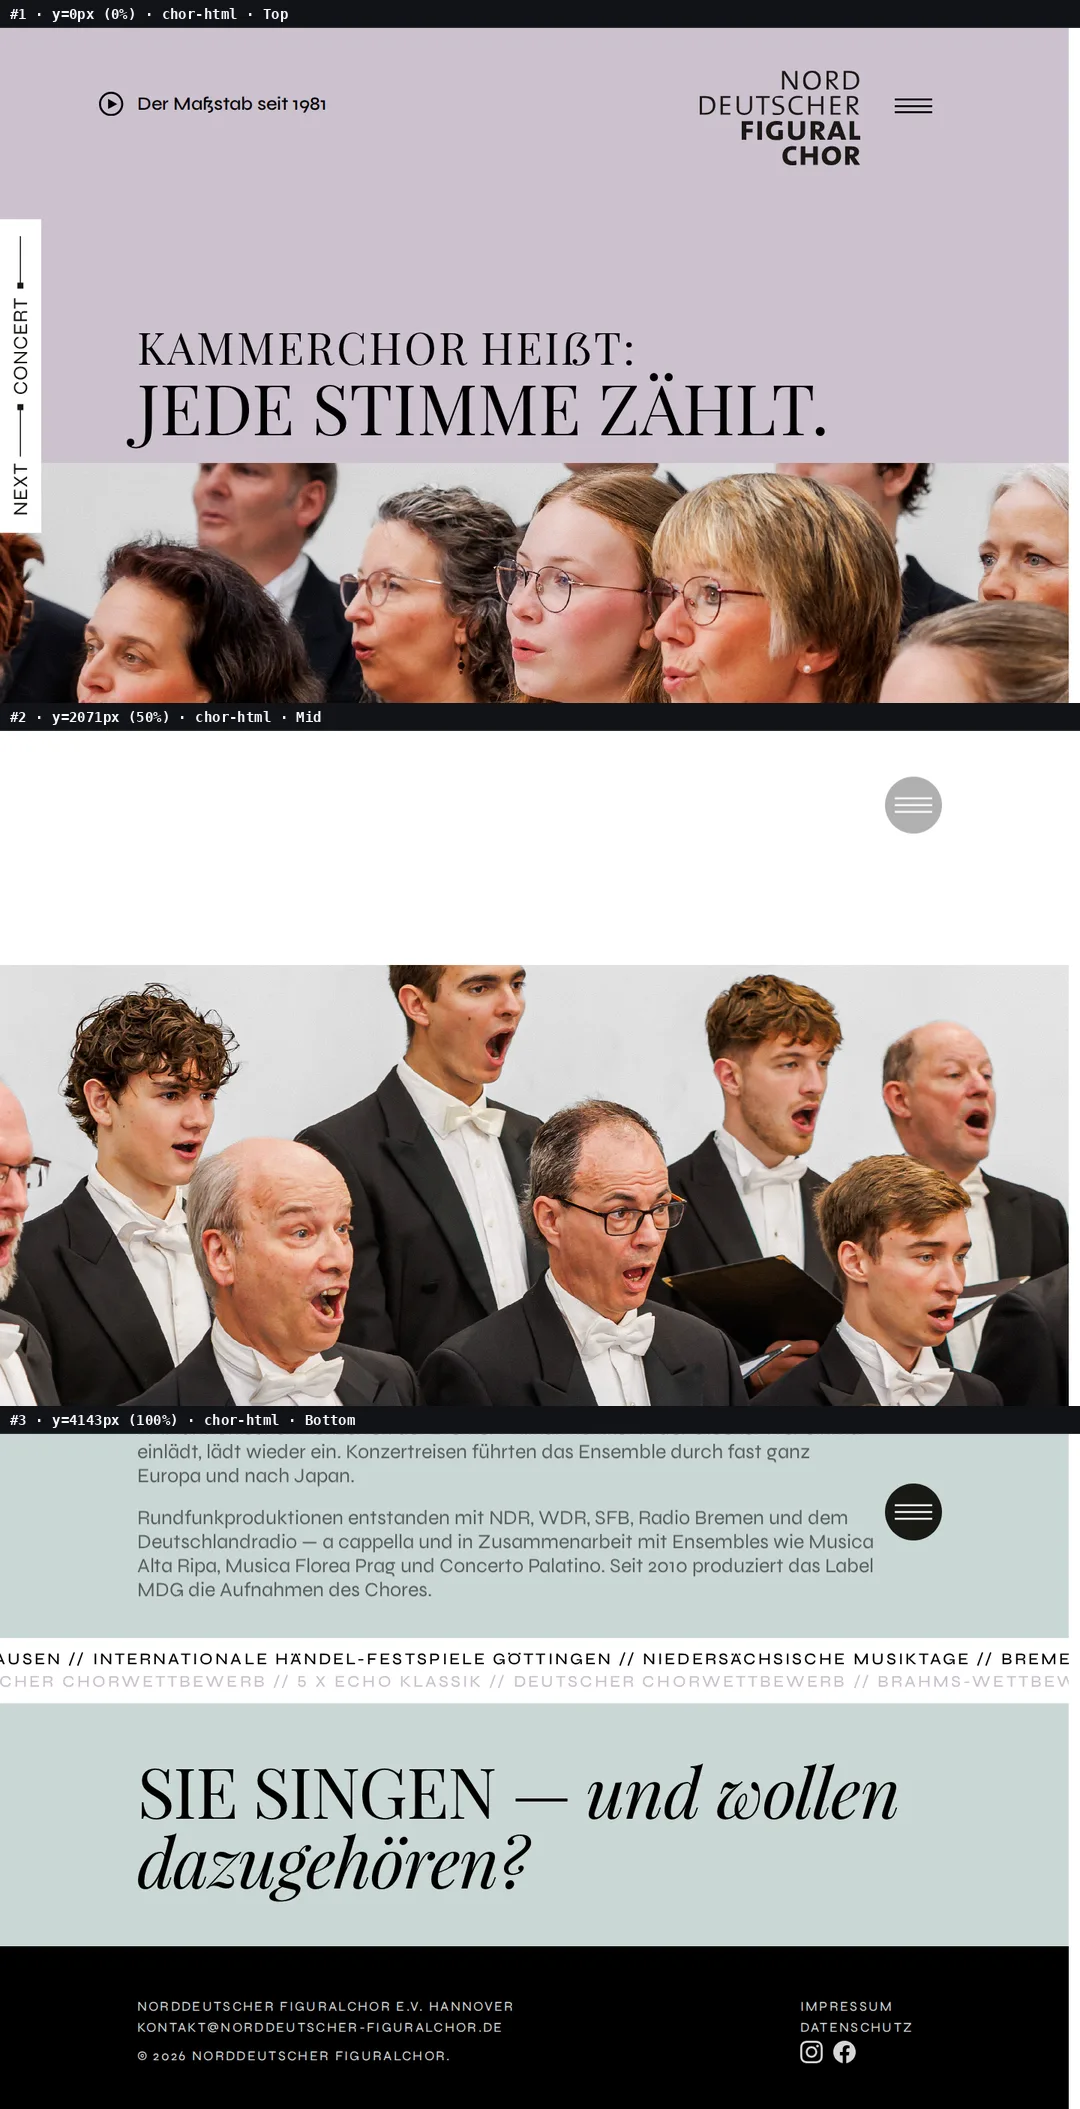 #1 · y=0px (0%) · chor-html · Top
Der Maßstab seit 1981
NORD
DEUTSCHER
FIGURAL
CHOR
NEXT CONCERT
KAMMERCHOR HEIßT:
JEDE STIMME ZÄHLT.
#2 · y=2071px (50%) · chor-html · Mid
#3 · y=4143px (100%) · chor-html · Bottom
einlädt, lädt wieder ein. Konzertreisen führten das Ensemble durch fast ganz
Europa und nach Japan.
Rundfunkproduktionen entstanden mit NDR, WDR, SFB, Radio Bremen und dem
Deutschlandradio — a cappella und in Zusammenarbeit mit Ensembles wie Musica
Alta Ripa, Musica Florea Prag und Concerto Palatino. Seit 2010 produziert das Label
MDG die Aufnahmen des Chores.
AUSEN // INTERNATIONALE HÄNDEL-FESTSPIELE GÖTTINGEN // NIEDERSÄCHSISCHE MUSIKTAGE // BREME
CHER CHORWETTBEWERB // 5 X ECHO KLASSIK // DEUTSCHER CHORWETTBEWERB // BRAHMS-WETTBEW
SIE SINGEN — und wollen
dazugehören?
NORDDEUTSCHER FIGURALCHOR E.V. HANNOVER
KONTAKT@NORDDEUTSCHER-FIGURALCHOR.DE
© 2026 NORDDEUTSCHER FIGURALCHOR.
IMPRESSUM
DATENSCHUTZ